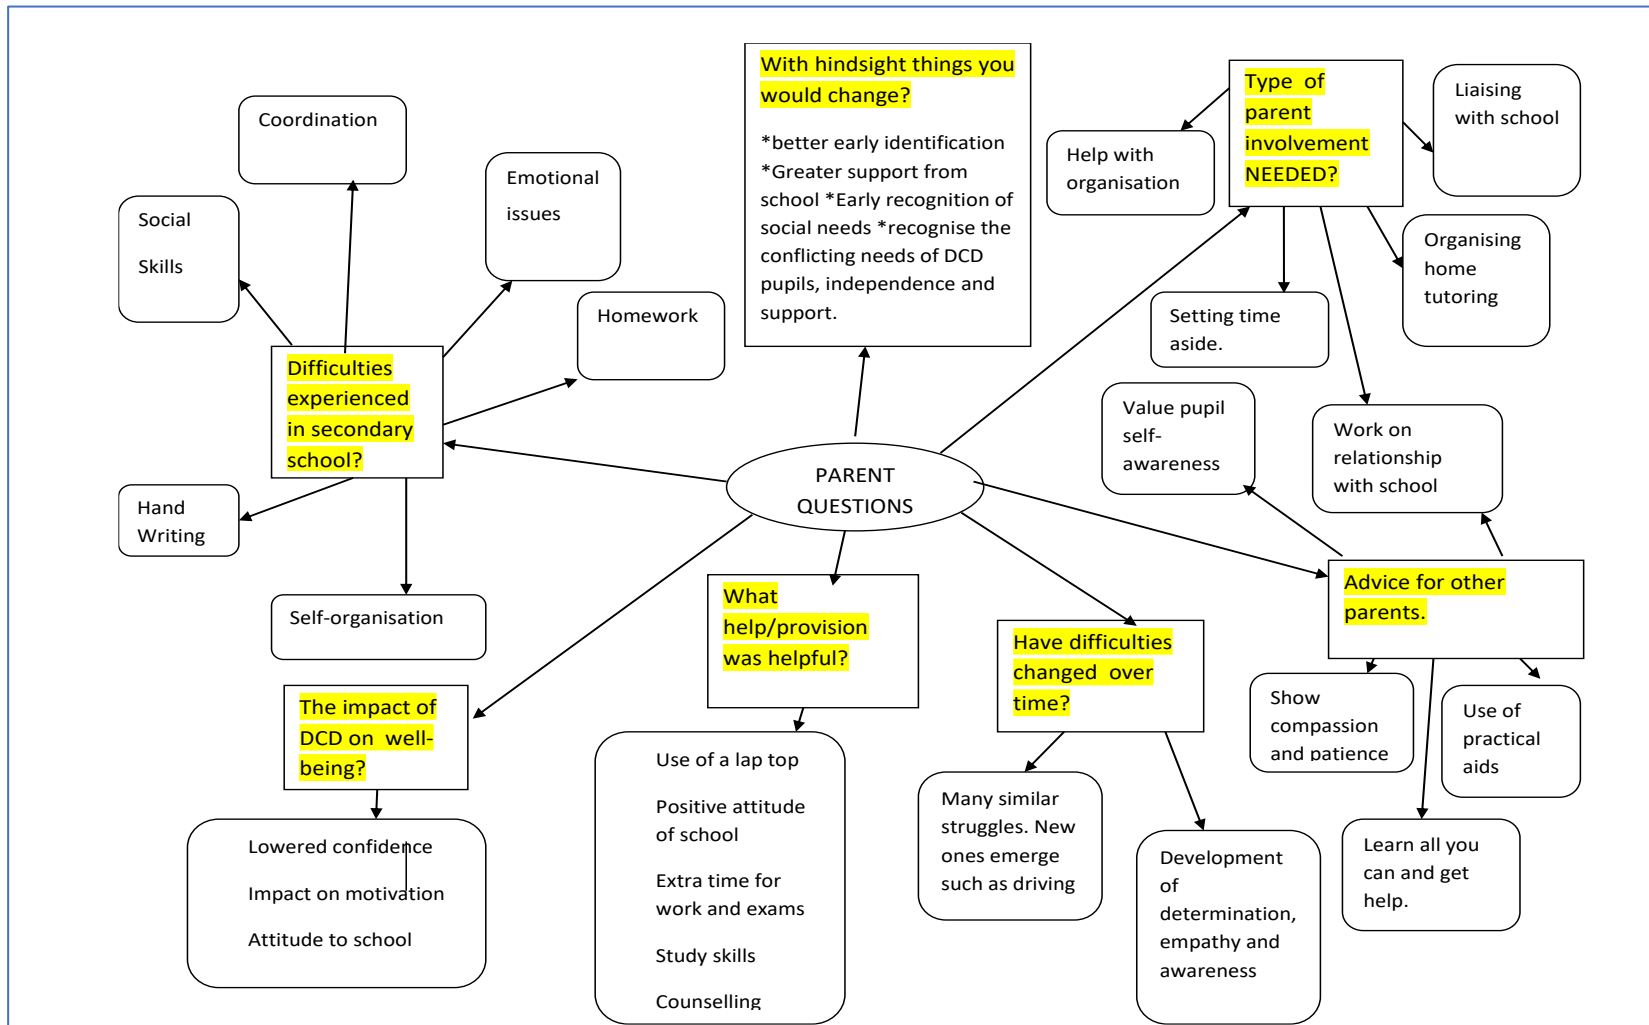 With hindsight things you
would change?
*better early identification
*Greater support from
school *Early recognition of
social needs *recognise the
conflicting needs of DCD
pupils, independence and
support.
Type of
parent
involvement
NEEDED?
Liaising
with school
Help with
organisation
Organising
home
tutoring
Setting time
aside.
Work on
relationship
with school
Value pupil
self-
awareness
Coordination
Emotional
issues
Social
Skills
Homework
Difficulties
experienced
in secondary
school?
Hand
Writing
Self-organisation
PARENT
QUESTIONS
Advice for other
parents.
Show
compassion
and patience
Use of
practical
aids
Learn all you
can and get
help.
What
help/provision
was helpful?
Use of a lap top
Positive attitude
of school
Extra time for
work and exams
Study skills
Counselling
Have difficulties
changed over
time?
Many similar
struggles. New
ones emerge
such as driving
Development
of
determination,
empathy and
awareness
The impact of
DCD on well-
being?
Lowered confidence
Impact on motivation
Attitude to school